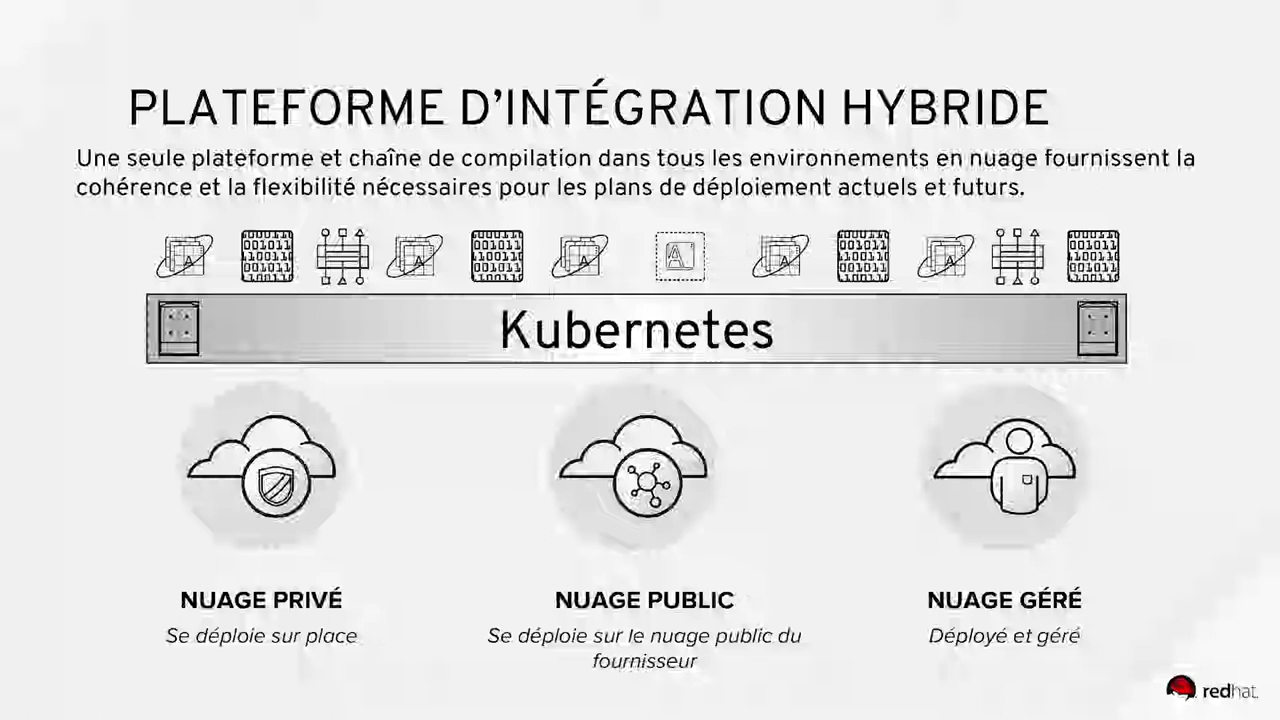 PLATEFORME D’INTÉGRATION HYBRIDE
Une seule plateforme et chaîne de compilation dans tous les environnements en nuage fournissent la
cohérence et la flexibilité nécessaires pour les plans de déploiement actuels et futurs.
Kubernetes
NUAGE PRIVÉ
Se déploie sur place
NUAGE PUBLIC
Se déploie sur le nuage public du
fournisseur
NUAGE GÉRÉ
Déployé et géré
redhat.